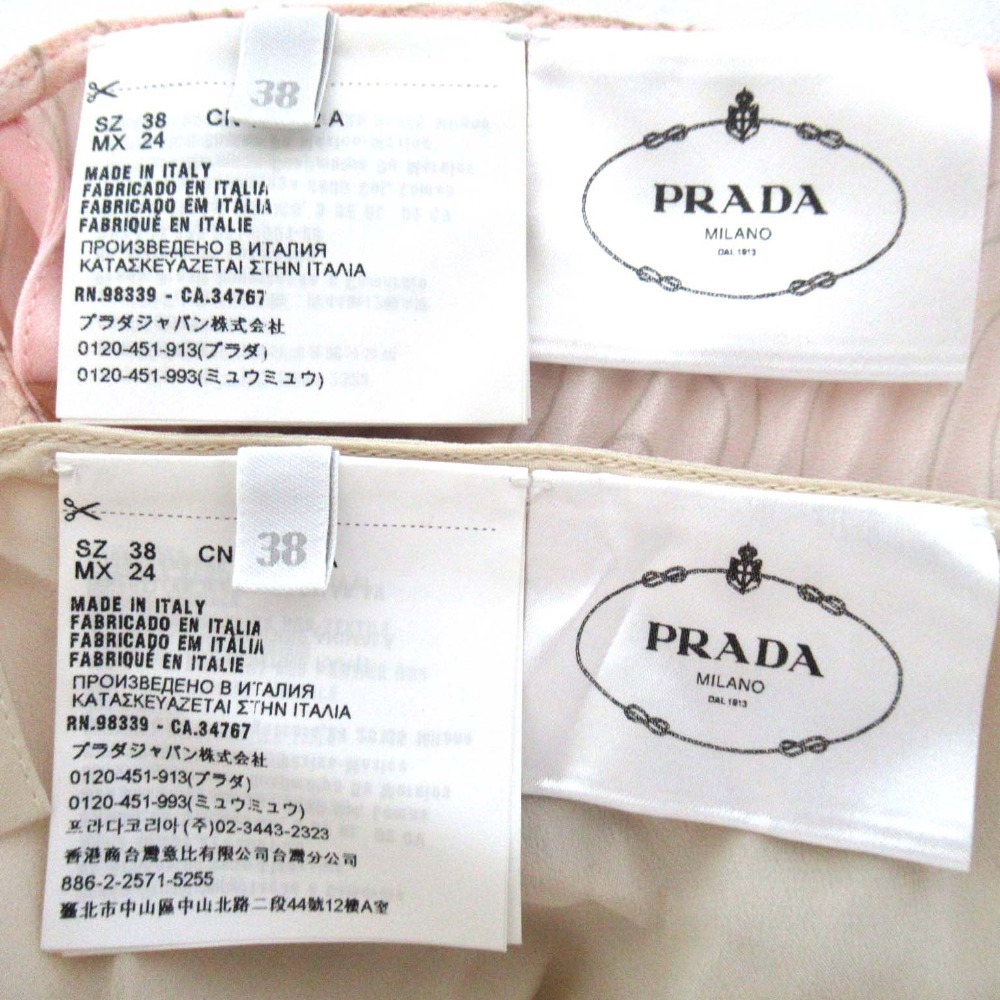 38
SZ 38
MX 24
MADE IN ITALY
FABRICADO EN ITALIA
FABRICADO EM ITÁLIA
FABRIQUÉ EN ITALIE
ПРОИЗВЕДЕНО В ИТАЛИЯ
ΚΑΤΑΣΚΕΥΑΖΕΤΑΙ ΣΤΗΝ ΙΤΑΛΙΑ
RN.98339 - CA.34767
プラダジャパン株式会社
0120-451-913(プラダ)
0120-451-993(ミュウミュウ)
PRADA
MILANO
DAL 1913
38
SZ 38 CN
MX 24
MADE IN ITALY
FABRICADO EN ITALIA
FABRICADO EM ITÁLIA
FABRIQUÉ EN ITALIE
ПРОИЗВЕДЕНО В ИТАЛИЯ
ΚΑΤΑΣΚΕΥΑΖΕΤΑΙ ΣΤΗΝ ΙΤΑΛΙΑ
RN.98339 - CA.34767
プラダジャパン株式会社
0120-451-913(プラダ)
0120-451-993(ミュウミュウ)
프라다코리아(주)02-3443-2323
香港商台灣意比有限公司台灣分公司
886-2-2571-5255
臺北市中山區中山北路二段44號12樓A室
PRADA
MILANO
DAL 1913